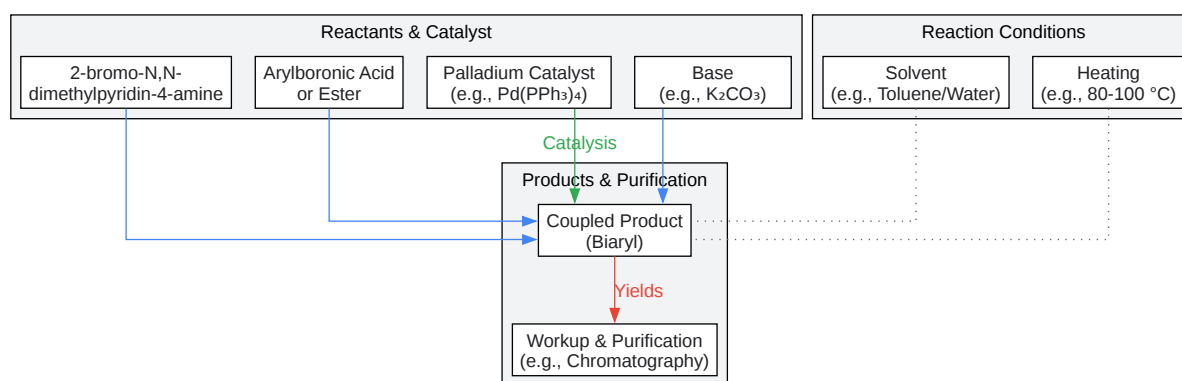 Reactants & Catalyst
Reaction Conditions
2-bromo-N,N-
dimethylpyridin-4-amine
Arylboronic Acid
or Ester
Palladium Catalyst
(e.g., Pd(PPh₃)₄)
Base
(e.g., K₂CO₃)
Solvent
(e.g., Toluene/Water)
Heating
(e.g., 80-100 °C)
Catalysis
Products & Purification
Coupled Product
(Biaryl)
Yields
Workup & Purification
(e.g., Chromatography)